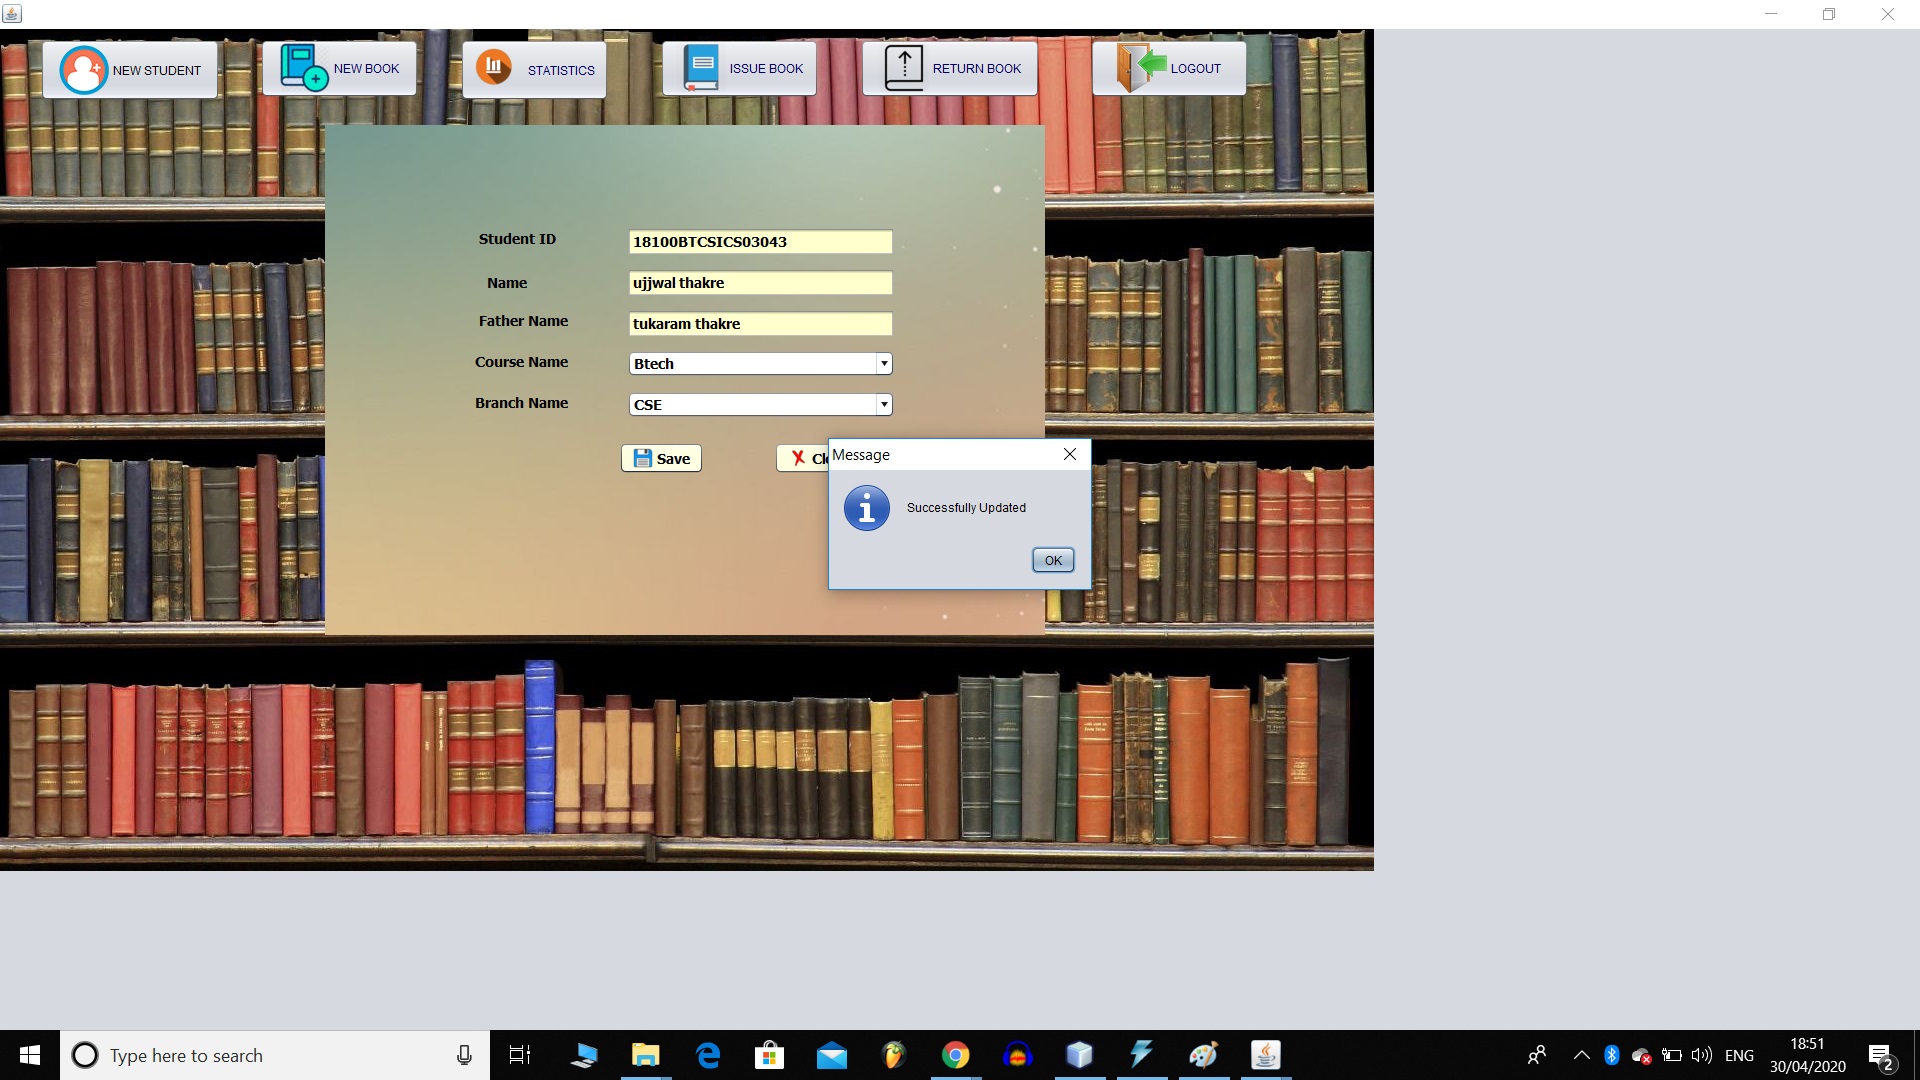 NEW STUDENT
NEW BOOK
STATISTICS
ISSUE BOOK
RETURN BOOK
LOGOUT
Student ID
18100BTCSICS03043
Name
ujjwal thakre
Father Name
tukaram thakre
Course Name
Btech
Branch Name
CSE
Save
Message
Successfully Updated
OK
Type here to search
ENG
18:51
30/04/2020
2